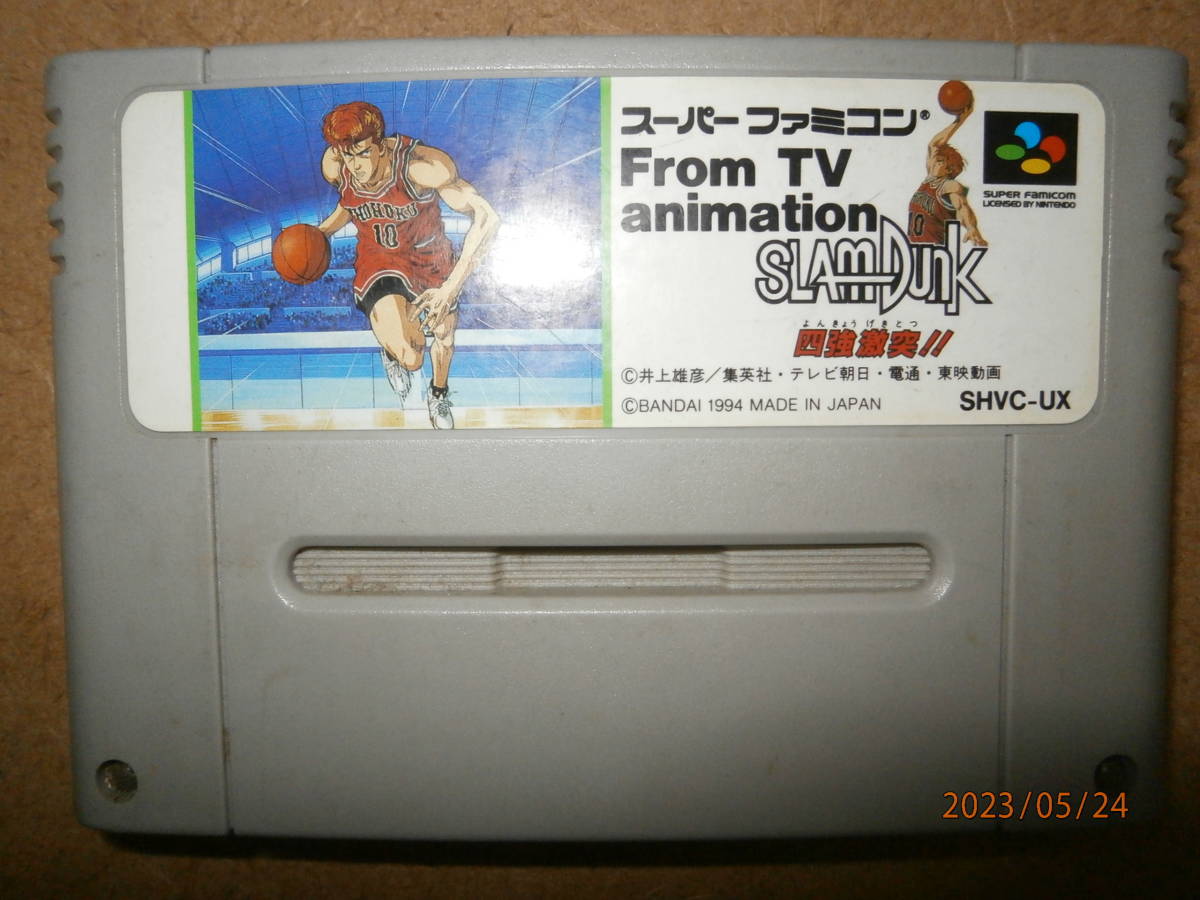 SHOHOKU
10
スーパーファミコン®
From TV
animation
SLAM DUNK
よんきょうげきとつ
四強激突!!
©井上雄彦／集英社・テレビ朝日・電通・東映動画
©BANDAI 1994 MADE IN JAPAN
SHVC-UX
10
SUPER FAMICOM
LICENSED BY NINTENDO
2023/05/24